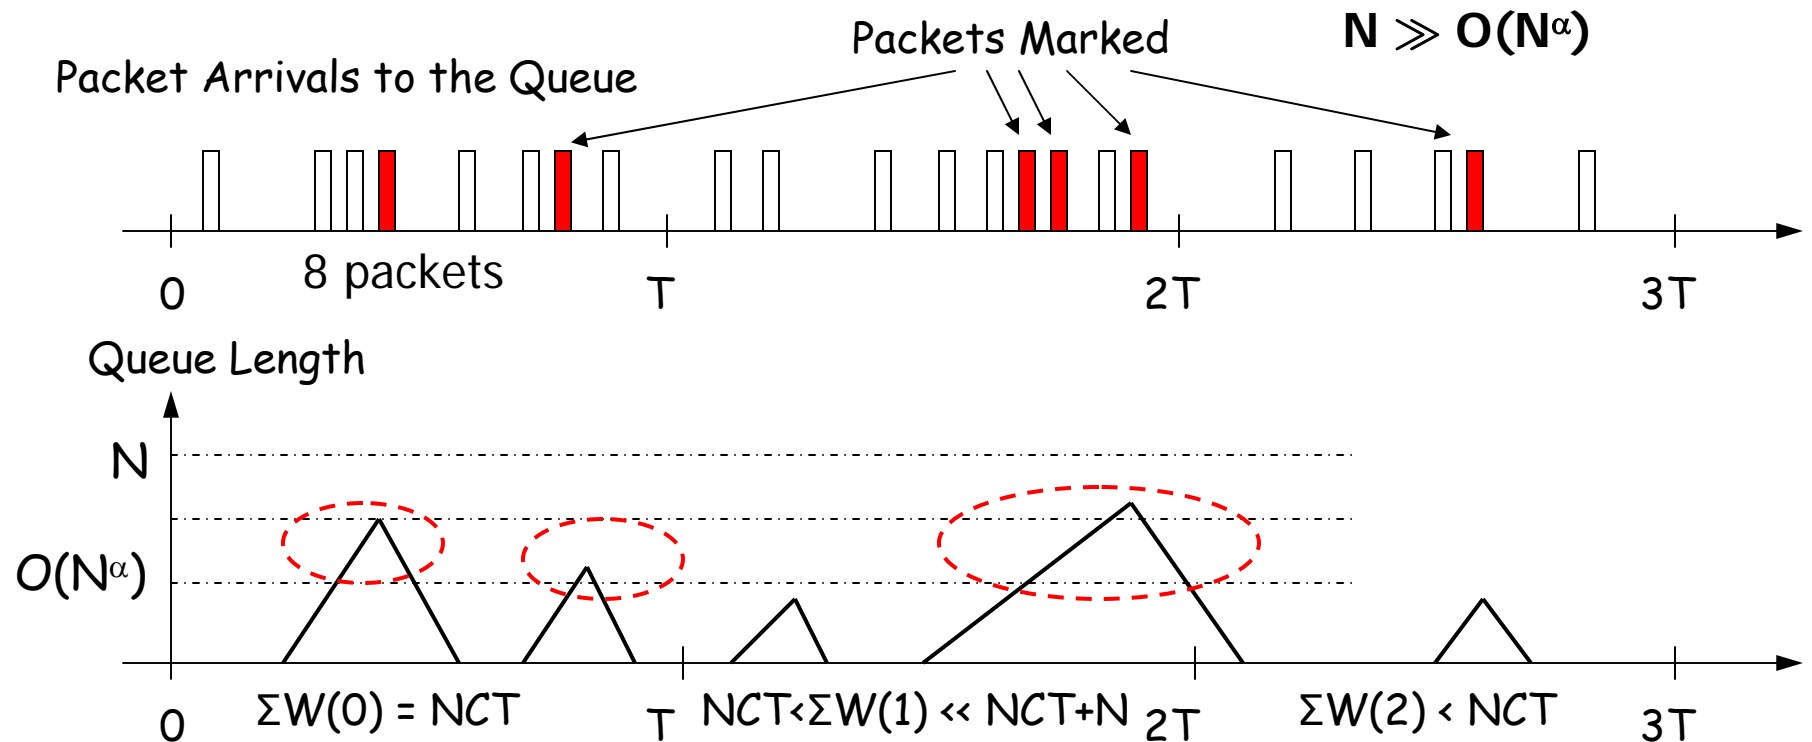 Packets Marked
N ≫ O(Nα)
Packet Arrivals to the Queue
8 packets
0 T 2T 3T
Queue Length
N
O(Nα)
ΣW(0) = NCT NCT<ΣW(1) << NCT+N ΣW(2) < NCT
0 T 2T 3T